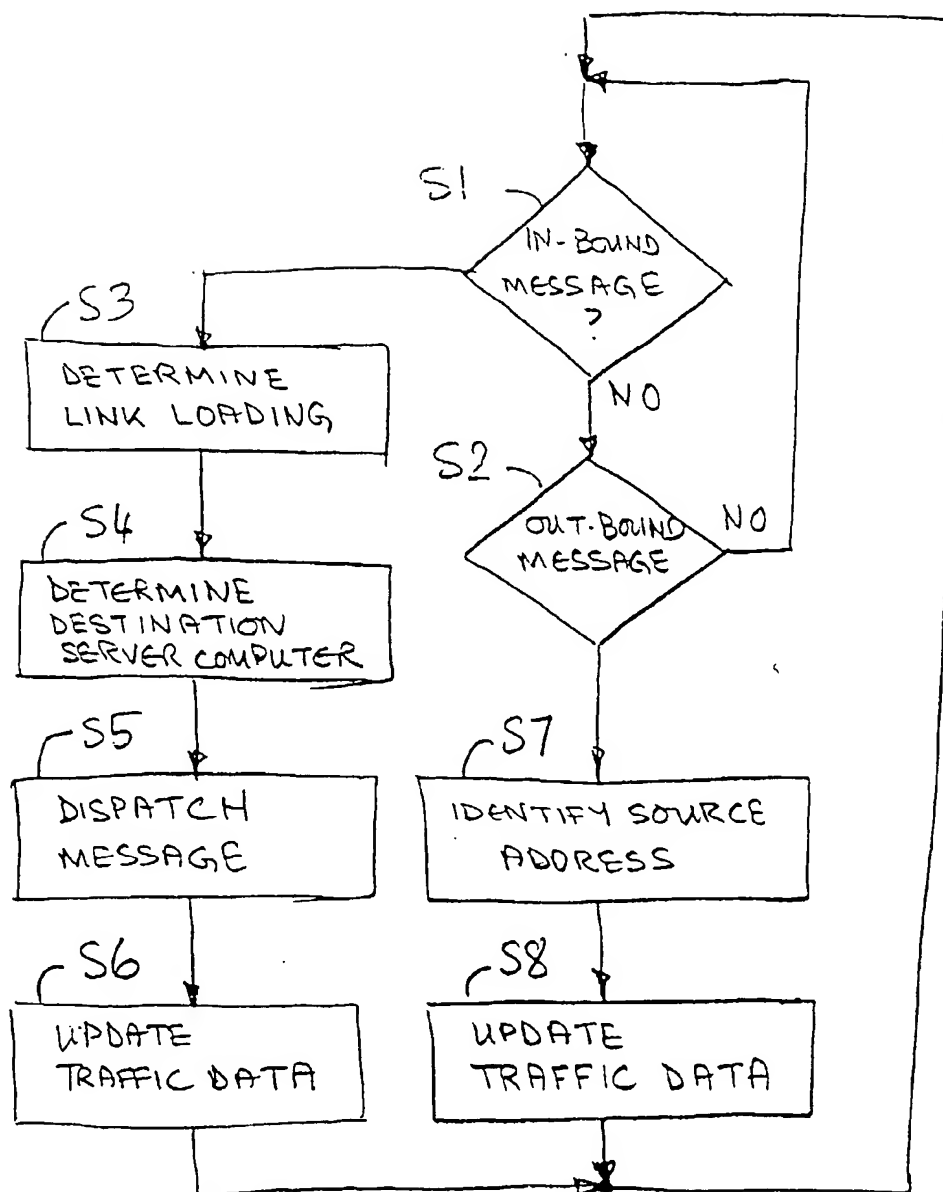 S1
IN-BOUND
MESSAGE
?
NO
S2
OUT-BOUND
MESSAGE
NO
S3
DETERMINE
LINK LOADING
S4
DETERMINE
DESTINATION
SERVER COMPUTER
S5
DISPATCH
MESSAGE
S6
UPDATE
TRAFFIC DATA
S7
IDENTIFY SOURCE
ADDRESS
S8
UPDATE
TRAFFIC DATA